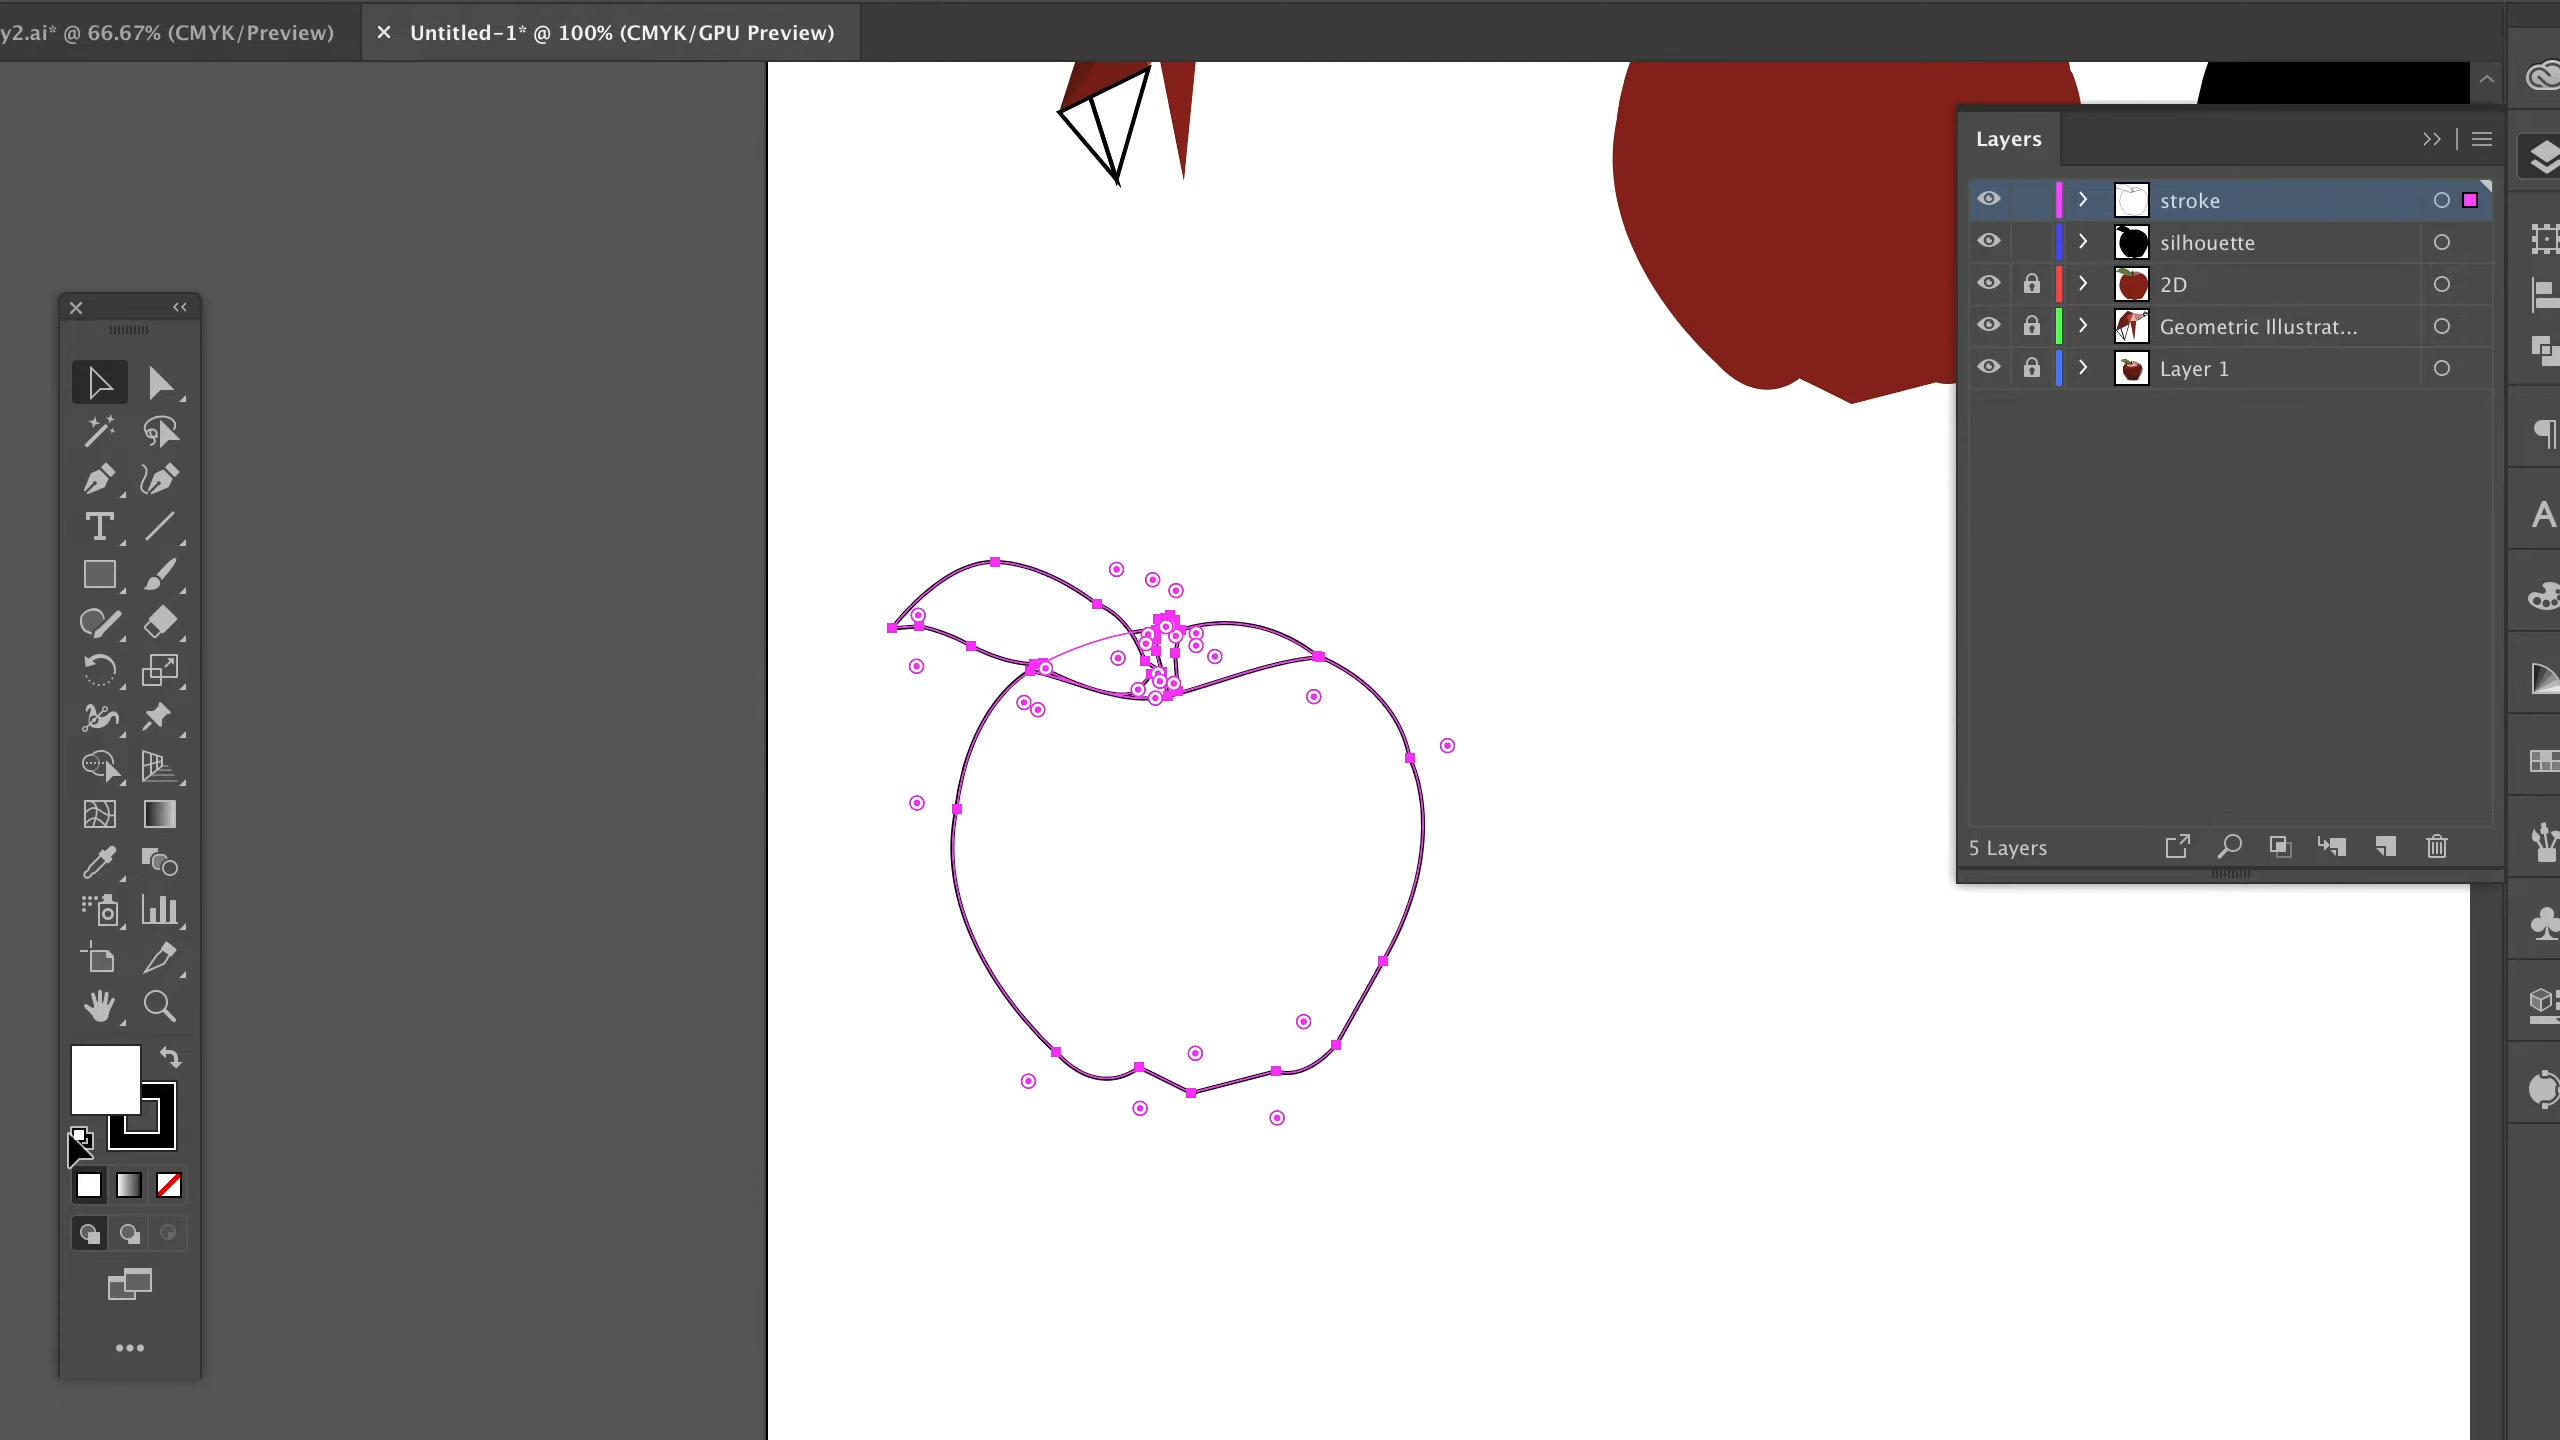 y2.ai* @ 66.67% (CMYK/Preview)
Untitled-1* @ 100% (CMYK/GPU Preview)
Layers
stroke
silhouette
2D
Geometric Illustrat...
Layer 1
5 Layers